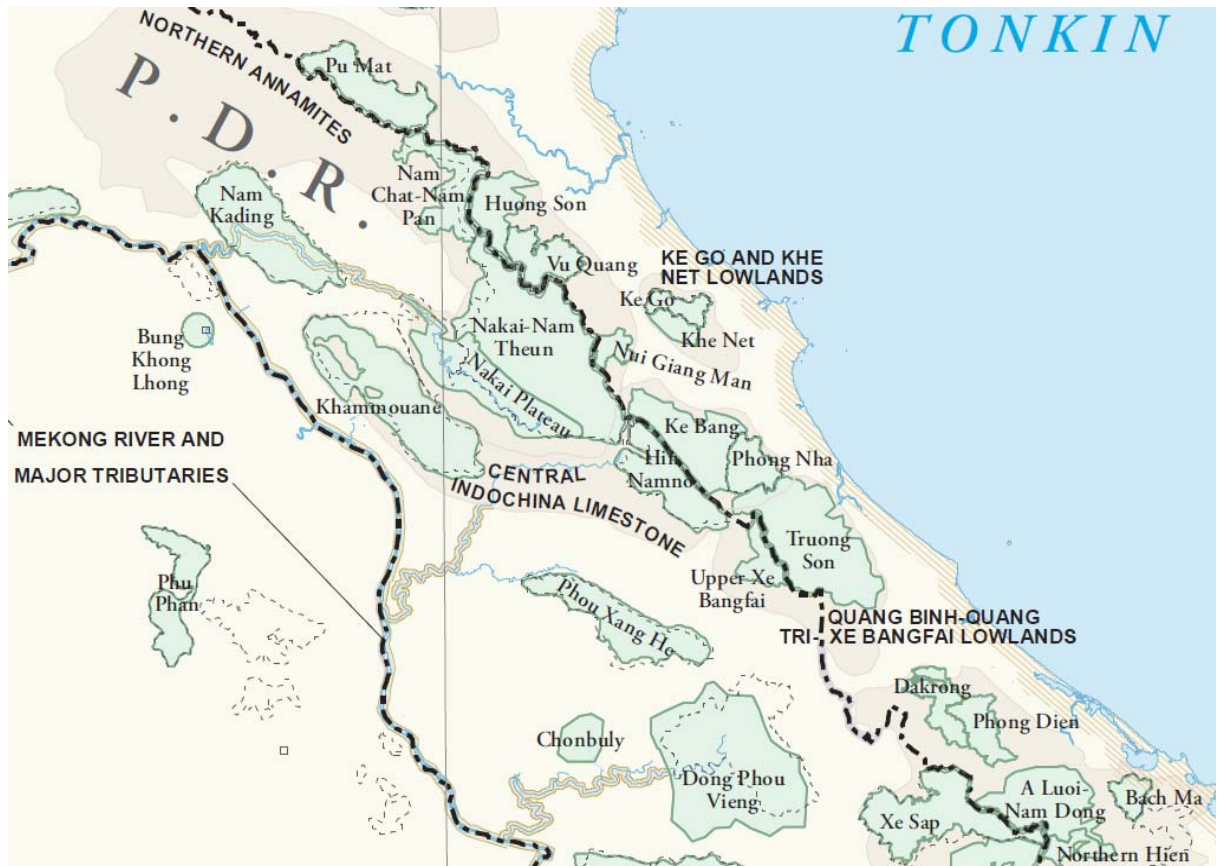 TONKIN
NORTHERN ANNAMITES
Pu Mat
P. D. R.
Nam
Chat-Nam
Pan
Nam
Kading
Huong Son
Vu Quang
KE GO AND KHE
NET LOWLANDS
Ke Go
Khe Net
Bung
Khong
Lhong
Nakai-Nam
Theun
Nui Giang Man
Nakai Plateau
Khammouane
Ke Bang
MEKONG RIVER AND
MAJOR TRIBUTARIES
CENTRAL
INDOCHINA LIMESTONE
Hin
Namno
Phong Nha
Truong
Son
Upper Xe
Bangfai
Phu
Phan
Phou Xang He
QUANG BINH-QUANG
TRI- XE BANGFAI LOWLANDS
Dakrong
Phong Dien
Chonbuly
Dong Phou
Vieng
A Luoi-
Nam Dong
Bach Ma
Xe Sap
Northern Hien